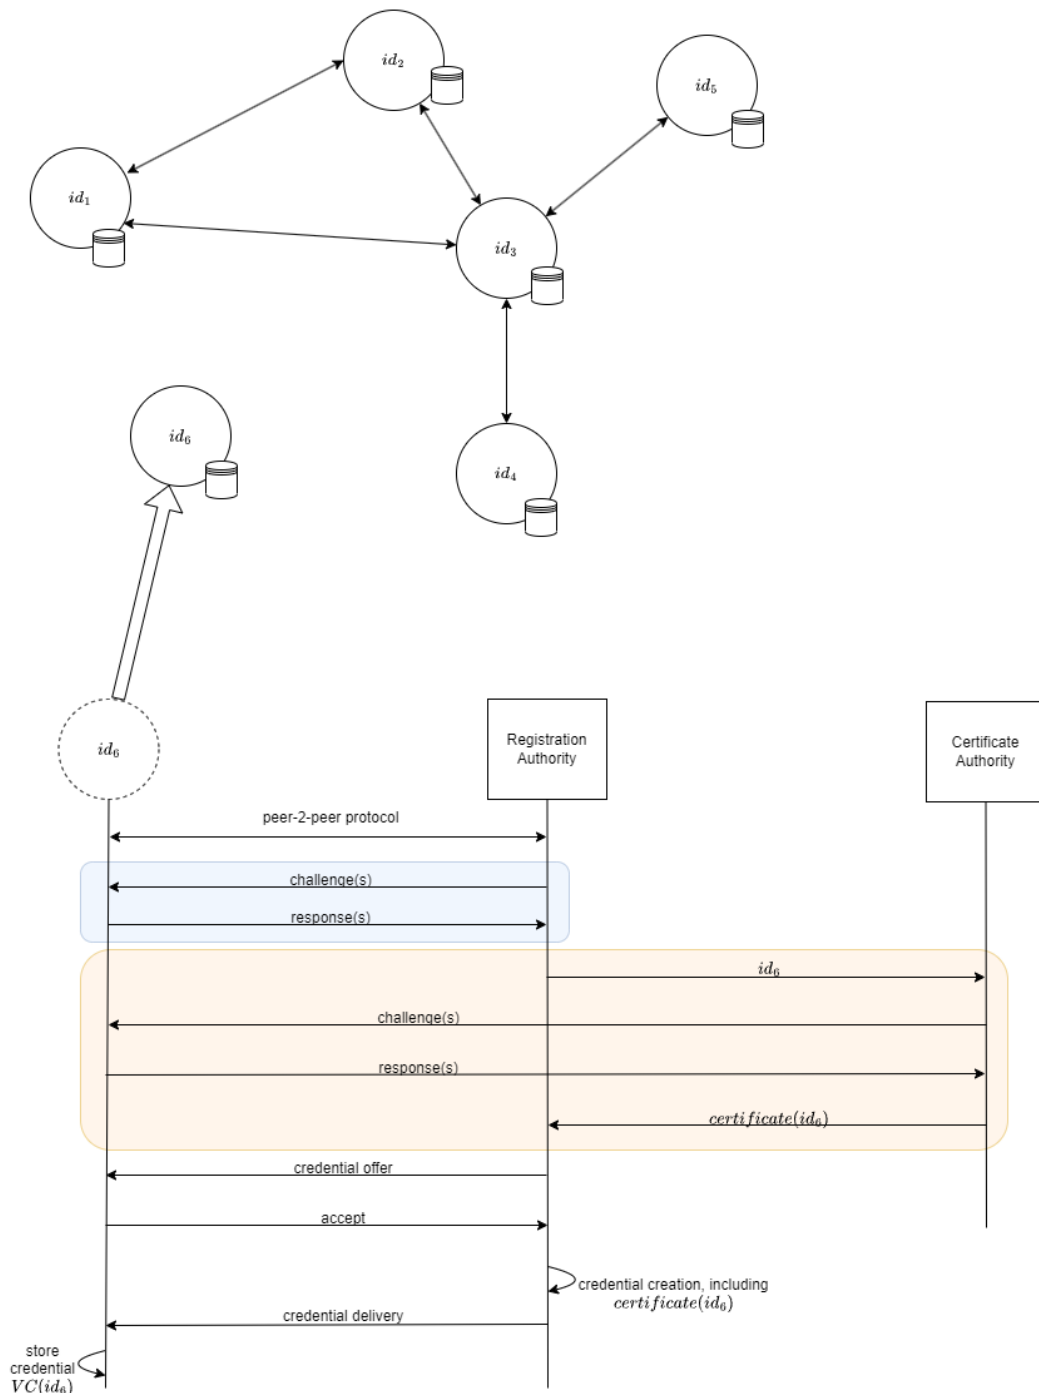 id₂
id₅
id₁
id₃
id₆
id₄
id₆
Registration
Authority
Certificate
Authority
peer-2-peer protocol
challenge(s)
response(s)
id₆
challenge(s)
response(s)
certificate(id₆)
credential offer
accept
credential creation, including
certificate(id₆)
credential delivery
store
credential
VC(id₆)